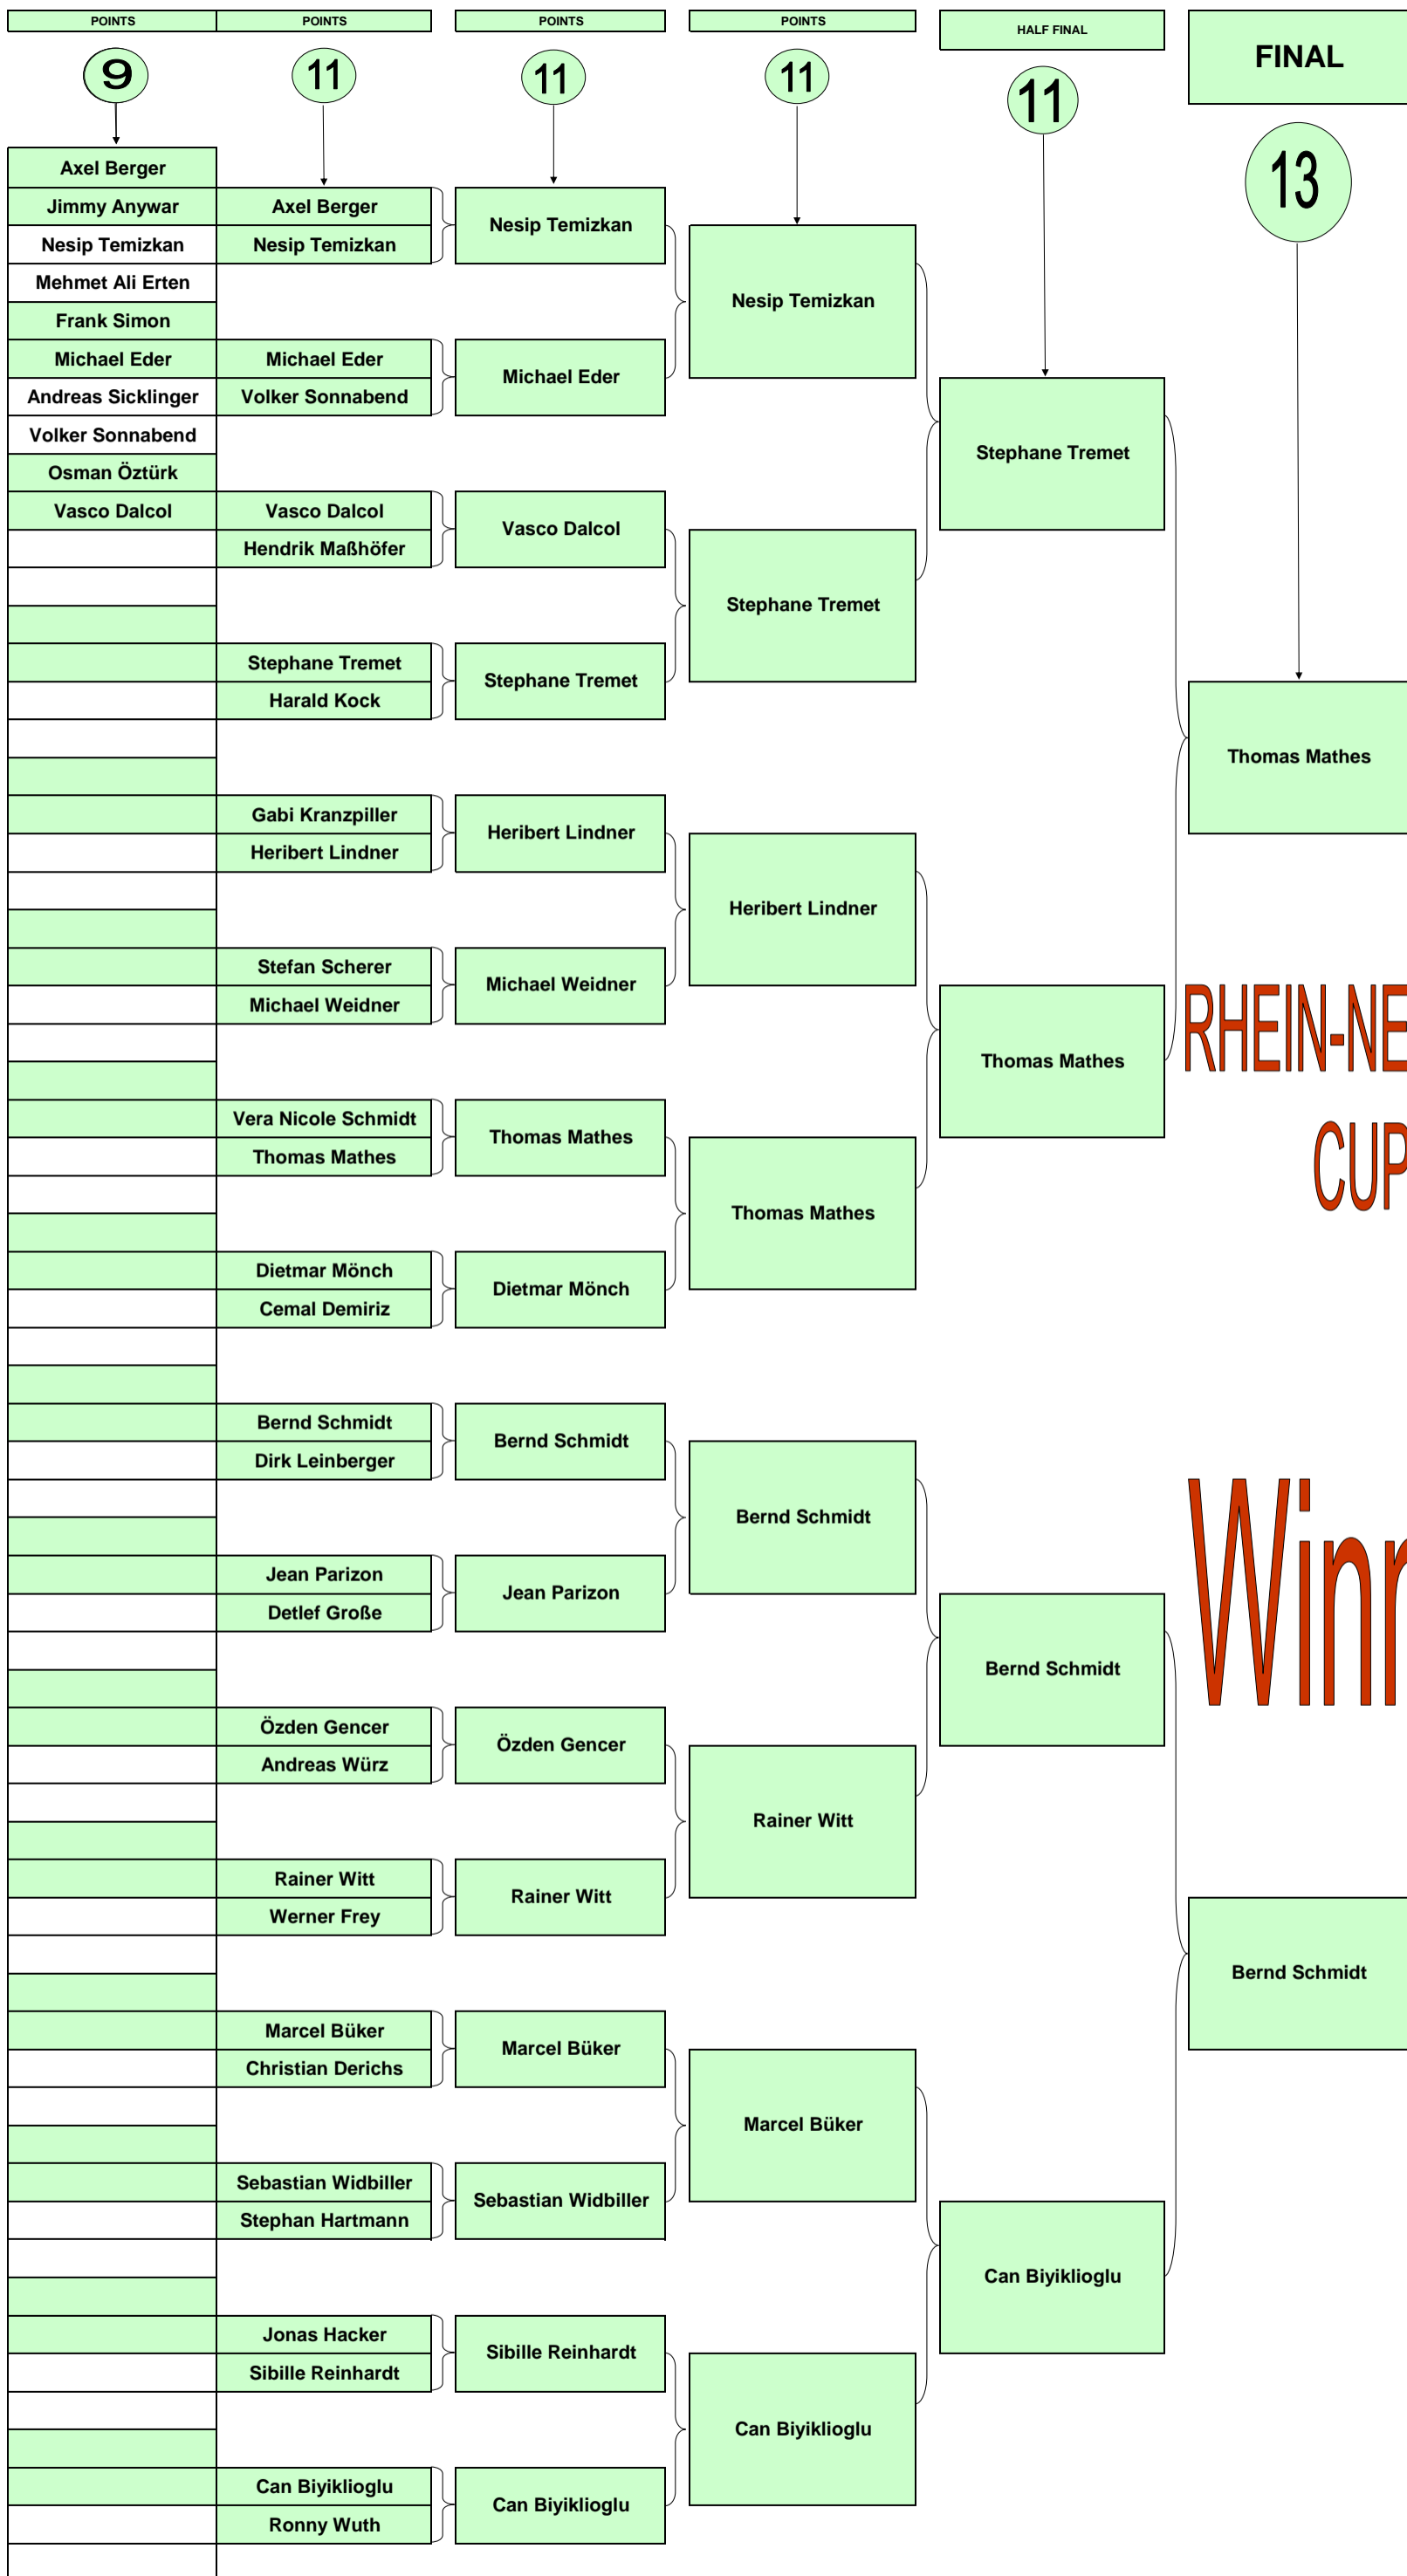 POINTS
POINTS
POINTS
POINTS
HALF FINAL
FINAL
9
11
11
11
11
13
Axel Berger
Jimmy Anywar
Nesip Temizkan
Mehmet Ali Erten
Frank Simon
Michael Eder
Andreas Sicklinger
Volker Sonnabend
Osman Öztürk
Vasco Dalcol
Axel Berger
Nesip Temizkan
Michael Eder
Volker Sonnabend
Vasco Dalcol
Hendrik Maßhöfer
Stephane Tremet
Harald Kock
Gabi Kranzpiller
Heribert Lindner
Stefan Scherer
Michael Weidner
Vera Nicole Schmidt
Thomas Mathes
Dietmar Mönch
Cemal Demiriz
Bernd Schmidt
Dirk Leinberger
Jean Parizon
Detlef Große
Özden Gencer
Andreas Würz
Rainer Witt
Werner Frey
Marcel Büker
Christian Derichs
Sebastian Widbiller
Stephan Hartmann
Jonas Hacker
Sibille Reinhardt
Can Biyiklioglu
Ronny Wuth
Nesip Temizkan
Michael Eder
Vasco Dalcol
Stephane Tremet
Heribert Lindner
Michael Weidner
Thomas Mathes
Dietmar Mönch
Bernd Schmidt
Jean Parizon
Özden Gencer
Rainer Witt
Marcel Büker
Sebastian Widbiller
Sibille Reinhardt
Can Biyiklioglu
Nesip Temizkan
Stephane Tremet
Heribert Lindner
Thomas Mathes
Bernd Schmidt
Rainer Witt
Marcel Büker
Can Biyiklioglu
Stephane Tremet
Thomas Mathes
Bernd Schmidt
Can Biyiklioglu
Thomas Mathes
RHEIN-NE
CUP
Winn
Bernd Schmidt